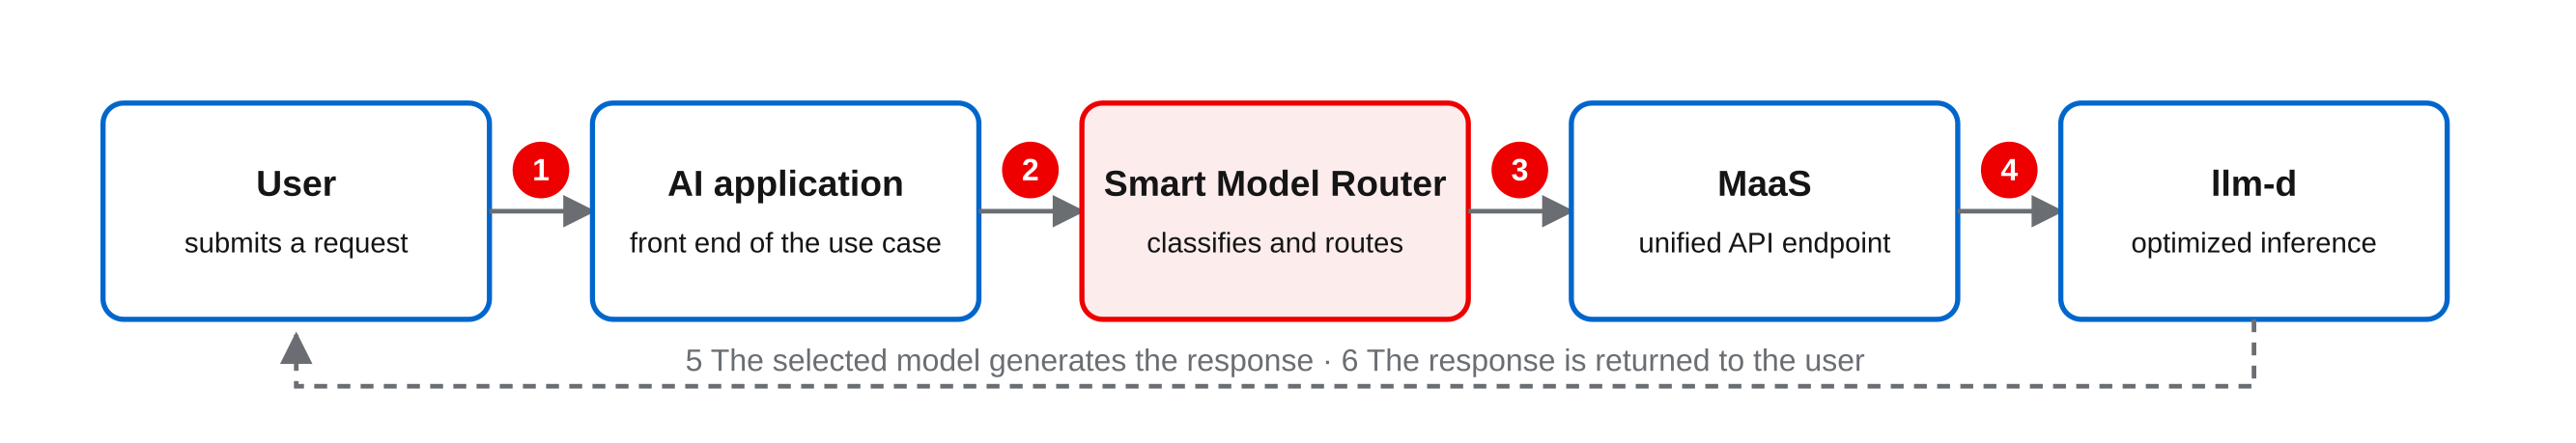 User
submits a request
1
AI application
front end of the use case
2
Smart Model Router
classifies and routes
3
MaaS
unified API endpoint
4
llm-d
optimized inference
5 The selected model generates the response · 6 The response is returned to the user